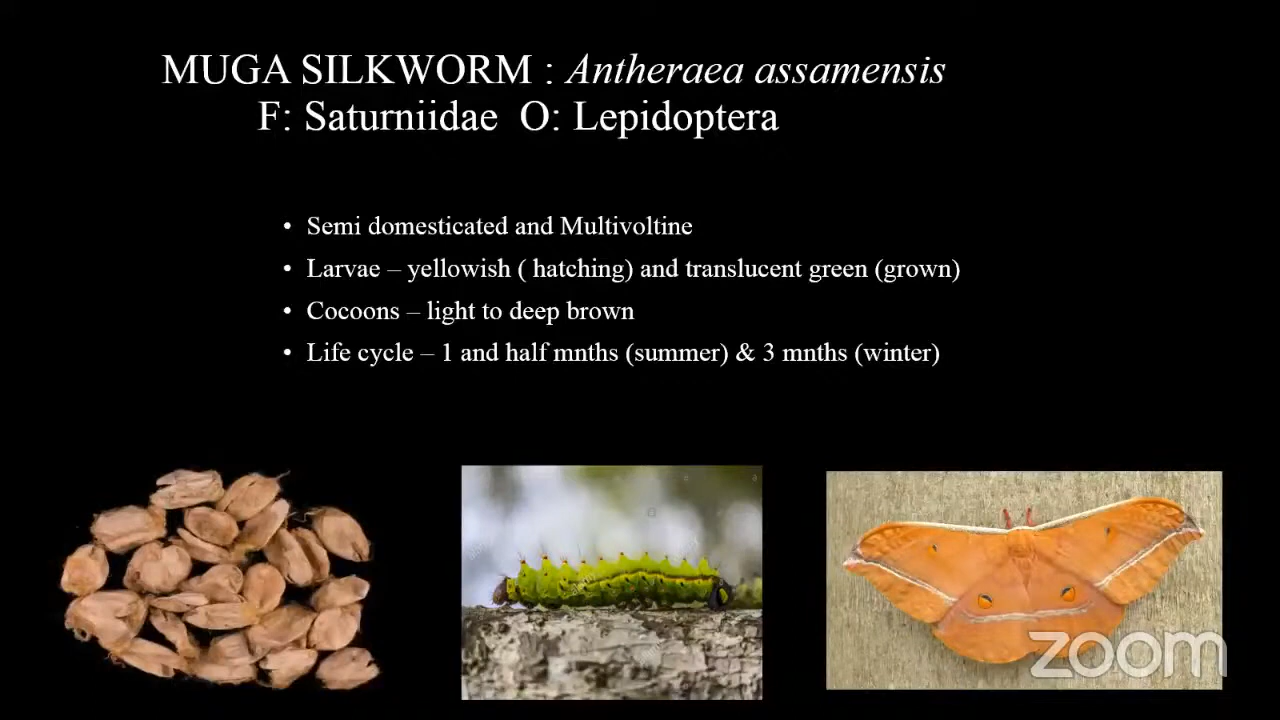 MUGA SILKWORM : Antheraea assamensis
F: Saturniidae O: Lepidoptera
• Semi domesticated and Multivoltine
• Larvae – yellowish ( hatching) and translucent green (grown)
• Cocoons – light to deep brown
• Life cycle – 1 and half mnths (summer) & 3 mnths (winter)
zoom